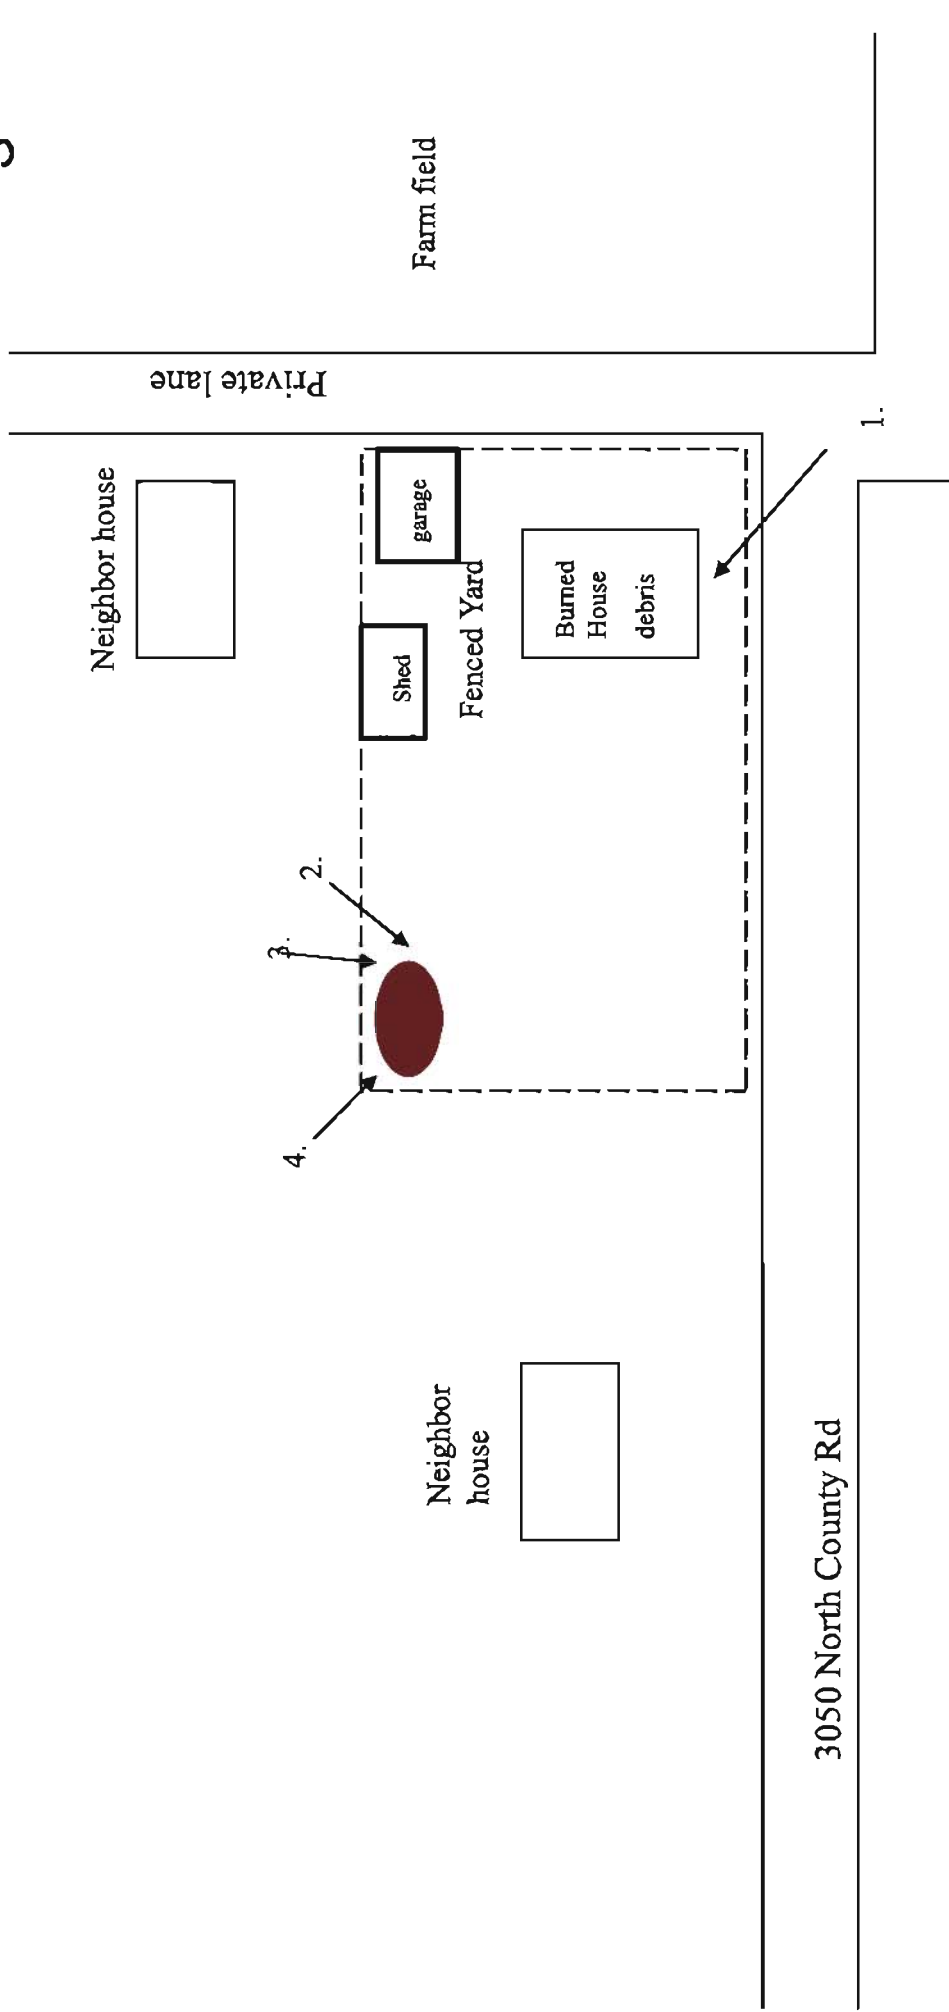 Farm field
Private lane
Neighbor house
garage
Shed
Fenced Yard
Burned
House
debris
1.
2.
3.
4.
Neighbor
house
3050 North County Rd